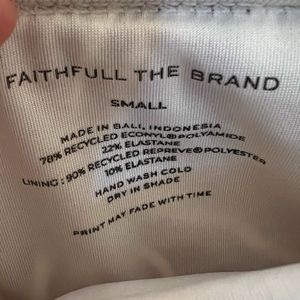 FAITHFULL THE BRAND
SMALL
MADE IN BALI, INDONESIA
78% RECYCLED ECONYL®POLYAMIDE
22% ELASTANE
LINING : 90% RECYCLED REPREVE®POLYESTER
10% ELASTANE
HAND WASH COLD
DRY IN SHADE
PRINT MAY FADE WITH TIME